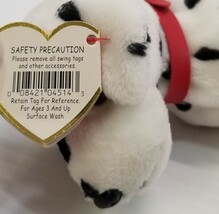 SAFETY PRECAUTION
Please remove all swing tags
and other accessories.
0 08421 04514 3
Retain Tag For Reference.
For Ages 3 And Up
Surface Wash